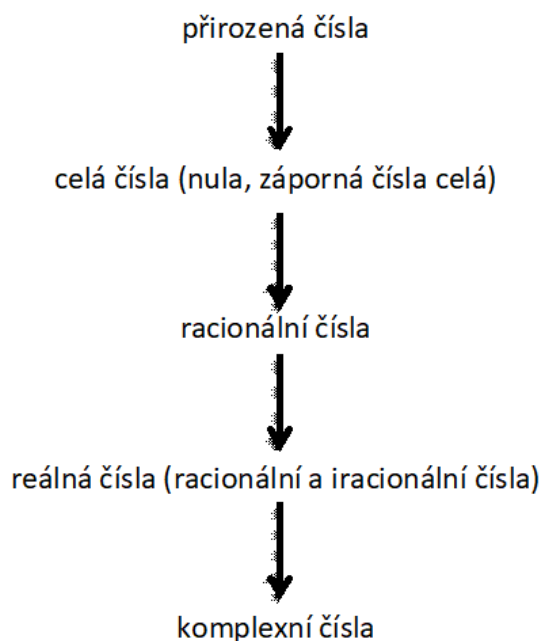 přirozená čísla
celá čísla (nula, záporná čísla celá)
racionální čísla
reálná čísla (racionální a iracionální čísla)
komplexní čísla